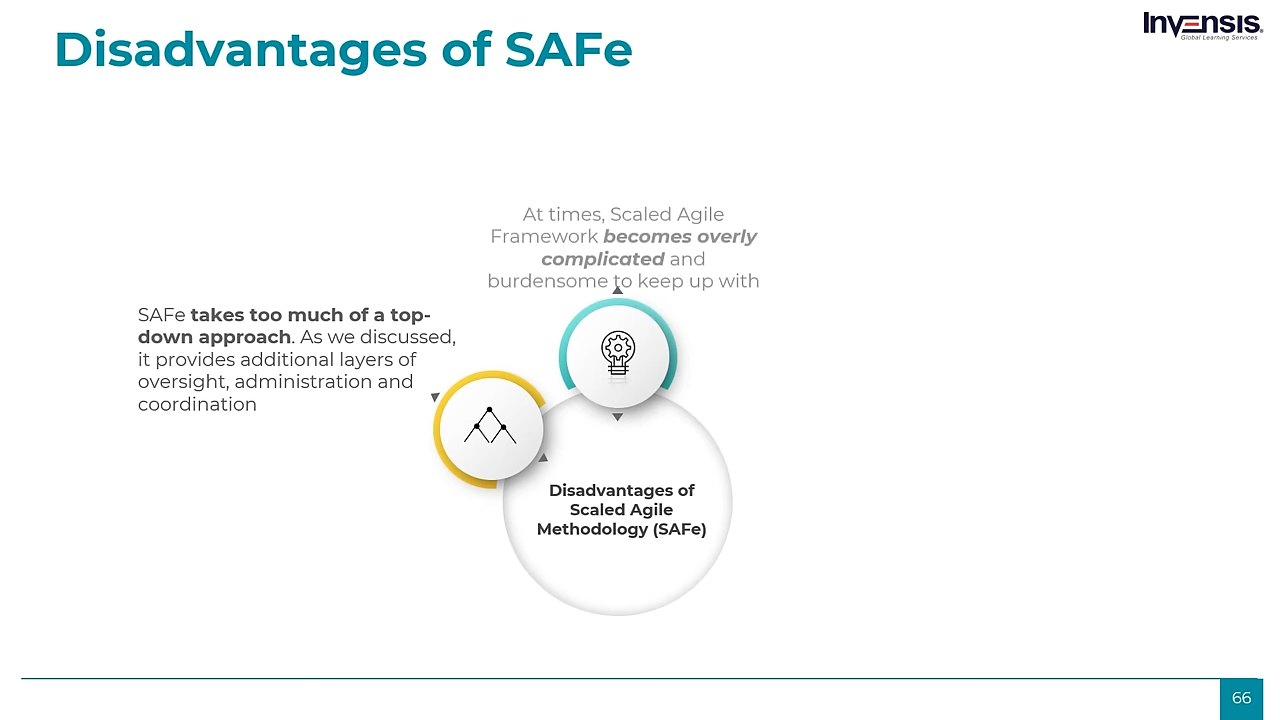 Disadvantages of SAFe
Invensis®
Global Learning Services
At times, Scaled Agile
Framework becomes overly
complicated and
burdensome to keep up with
SAFe takes too much of a top-
down approach. As we discussed,
it provides additional layers of
oversight, administration and
coordination
Disadvantages of
Scaled Agile
Methodology (SAFe)
66